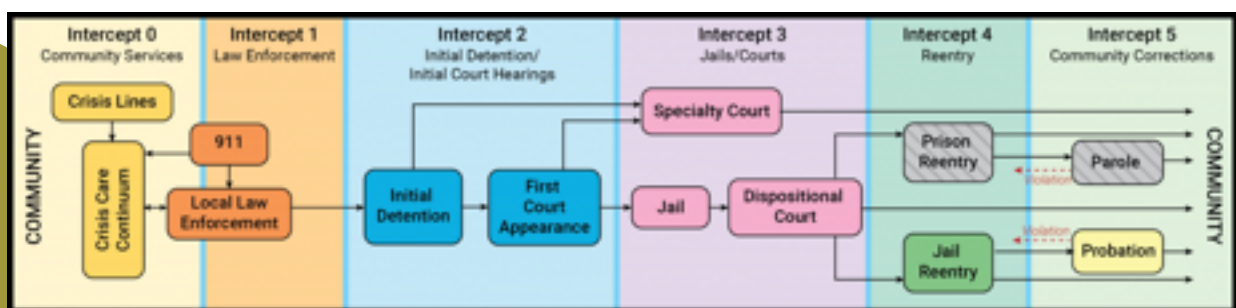 Intercept 0
Community Services
Intercept 1
Law Enforcement
Intercept 2
Initial Detention/
Initial Court Hearings
Intercept 3
Jails/Courts
Intercept 4
Reentry
Intercept 5
Community Corrections
COMMUNITY
Crisis Lines
Crisis Care
Continuum
911
Local Law
Enforcement
Initial
Detention
First
Court
Appearance
Specialty Court
Jail
Dispositional
Court
Prison
Reentry
Violation
Parole
Jail
Reentry
Violation
Probation
COMMUNITY